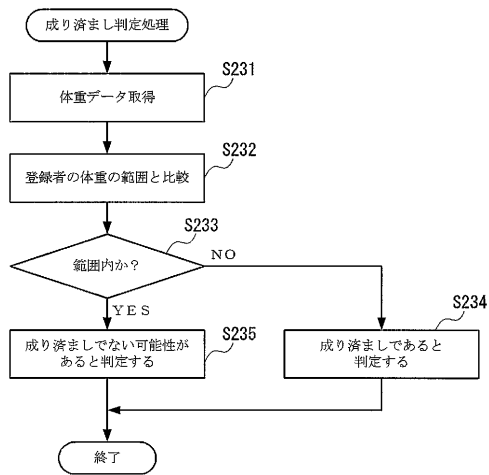 成り済まし判定処理
S231
体重データ取得
S232
登録者の体重の範囲と比較
S233
範囲内か？
NO
YES
S235
成り済ましでない可能性が
あると判定する
S234
成り済ましであると
判定する
終了